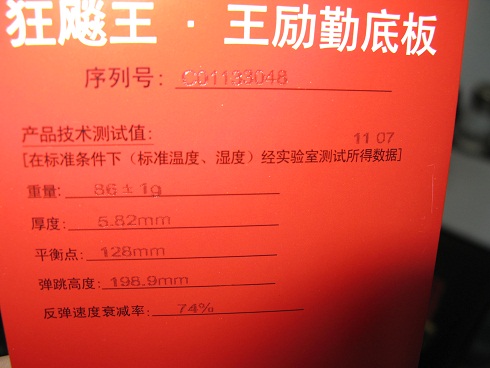 狂飚王·王励勤底板
序列号: C01133048
产品技术测试值: 11 07
[在标准条件下（标准温度、湿度）经实验室测试所得数据]
重量: 86±1g
厚度: 5.82mm
平衡点: 128mm
弹跳高度: 198.9mm
反弹速度衰减率: 74%